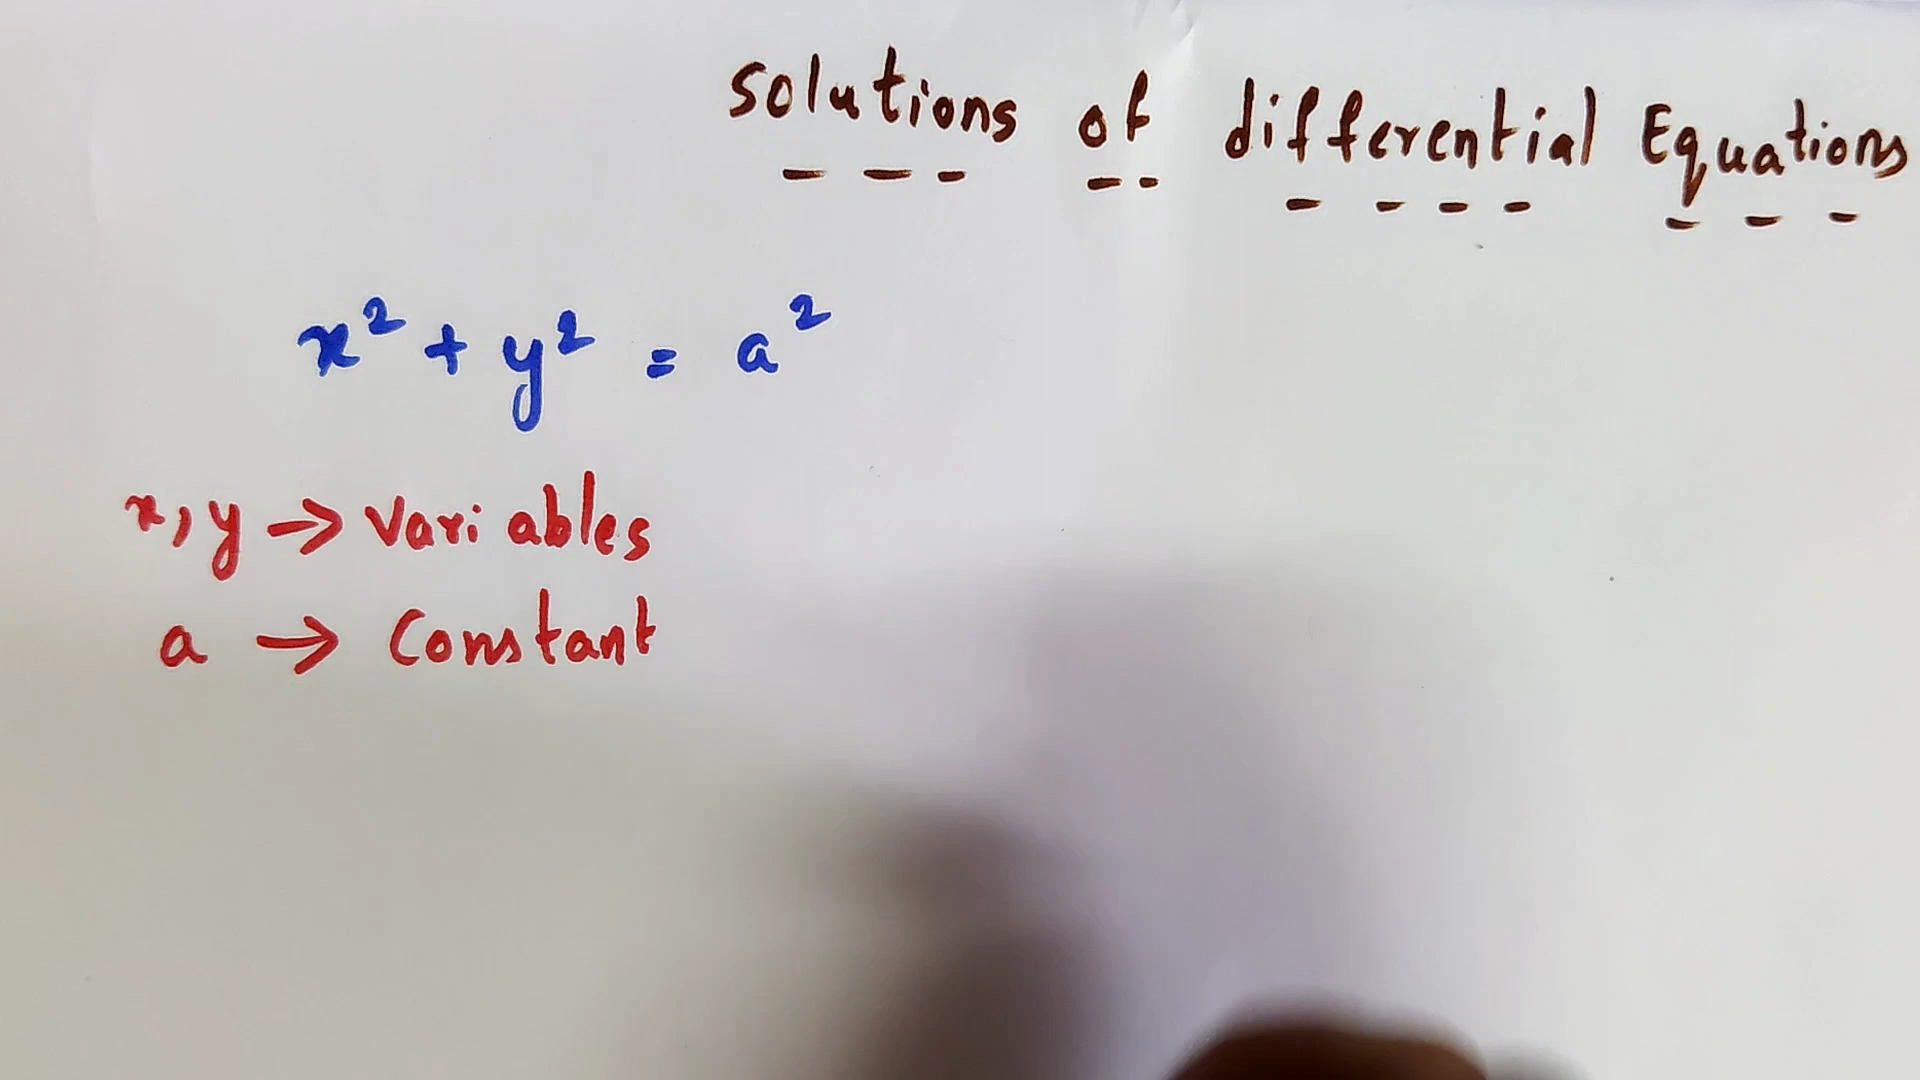 solutions of differential Equations
x² + y² = a²
x, y → variables
a → Constant